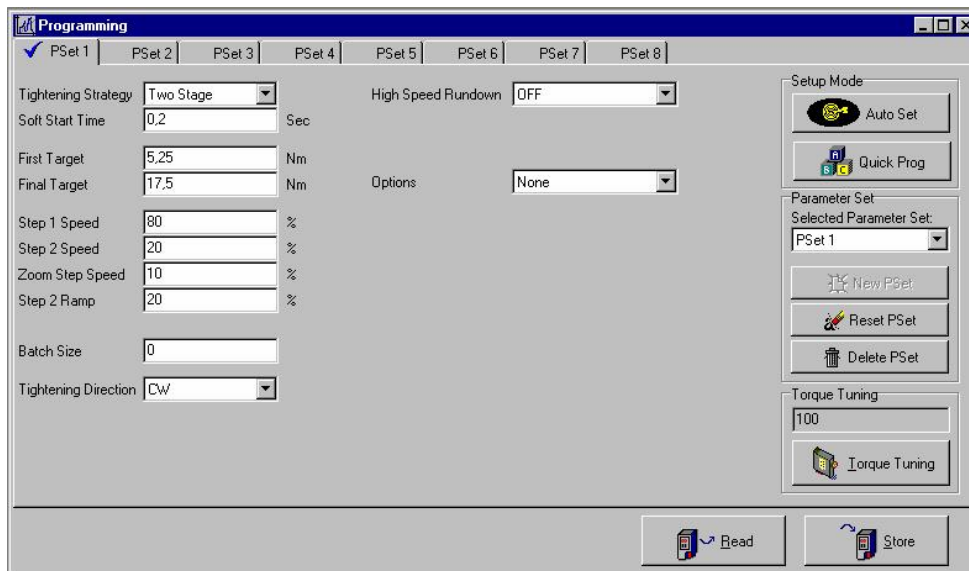 Programming
PSet 1 PSet 2 PSet 3 PSet 4 PSet 5 PSet 6 PSet 7 PSet 8
Tightening Strategy Two Stage High Speed Rundown OFF
Soft Start Time 0,2 Sec
First Target 5,25 Nm
Final Target 17,5 Nm Options None
Step 1 Speed 80 %
Step 2 Speed 20 %
Zoom Step Speed 10 %
Step 2 Ramp 20 %
Batch Size 0
Tightening Direction CW
Setup Mode
Auto Set
A B C Quick Prog
Parameter Set
Selected Parameter Set:
PSet 1
New PSet
Reset PSet
Delete PSet
Torque Tuning
100
Torque Tuning
Read Store